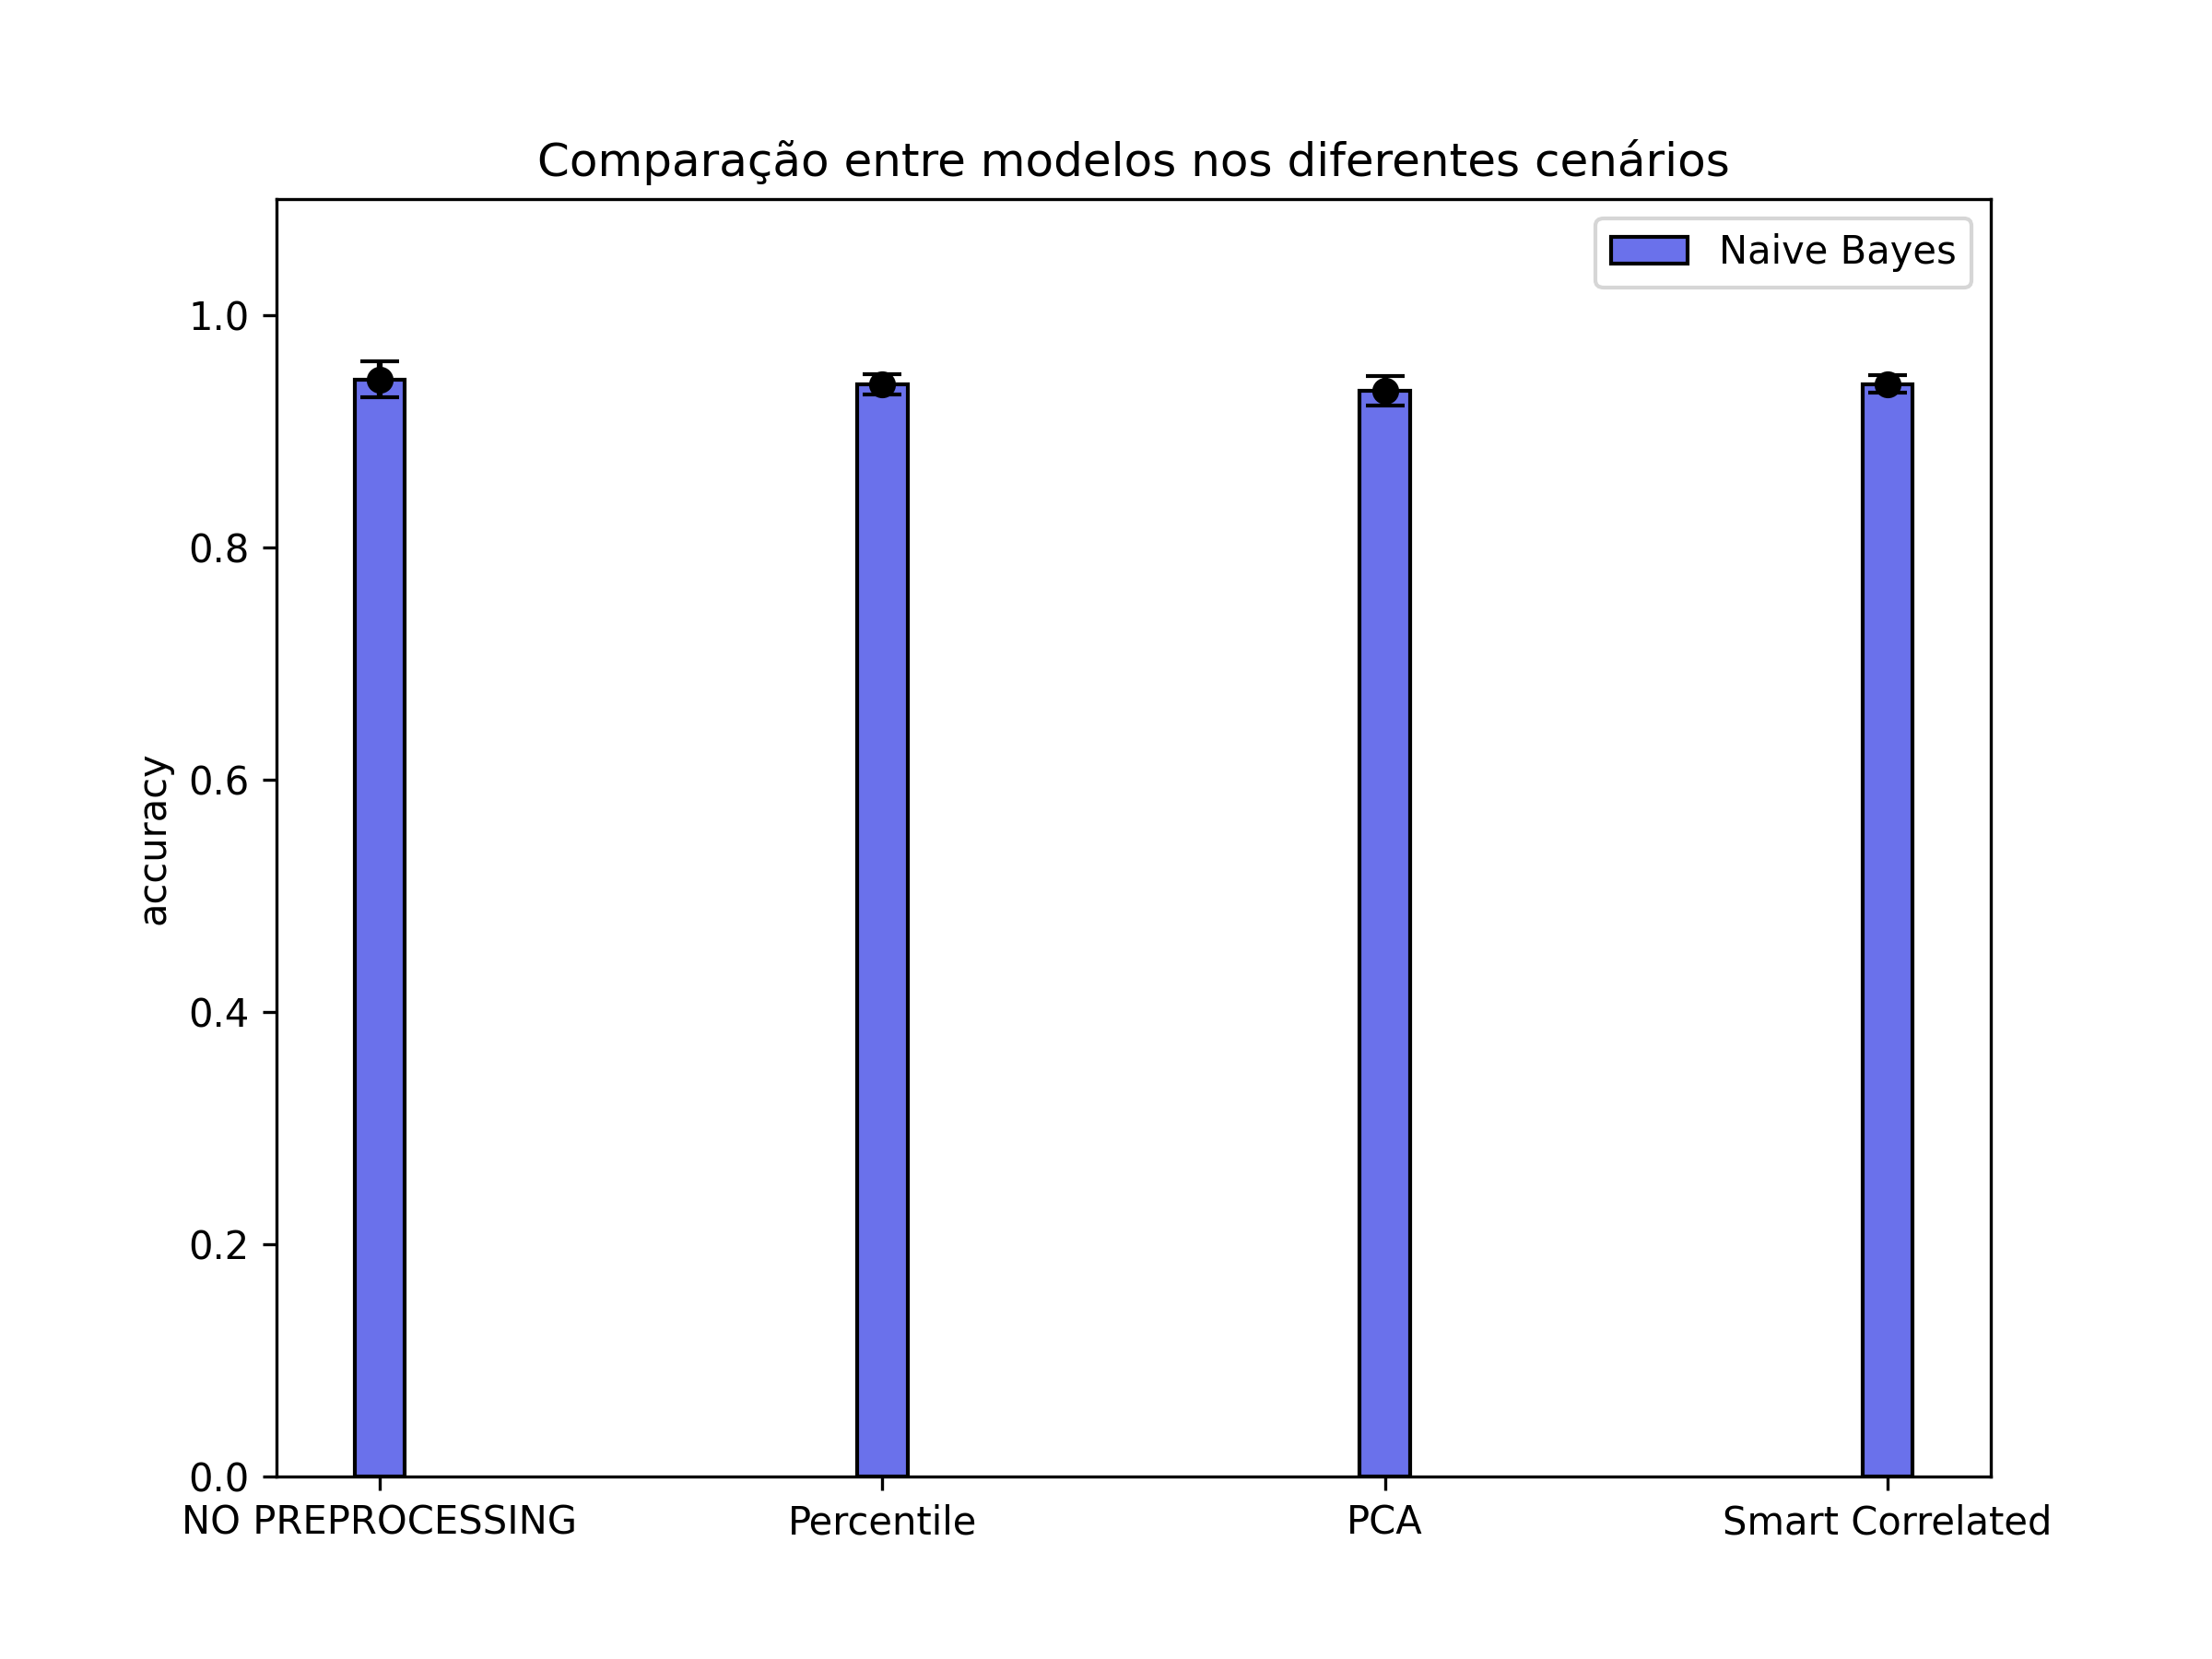 Comparação entre modelos nos diferentes cenários
Naive Bayes
1.0
0.8
0.6
0.4
0.2
0.0
accuracy
NO PREPROCESSING
Percentile
PCA
Smart Correlated